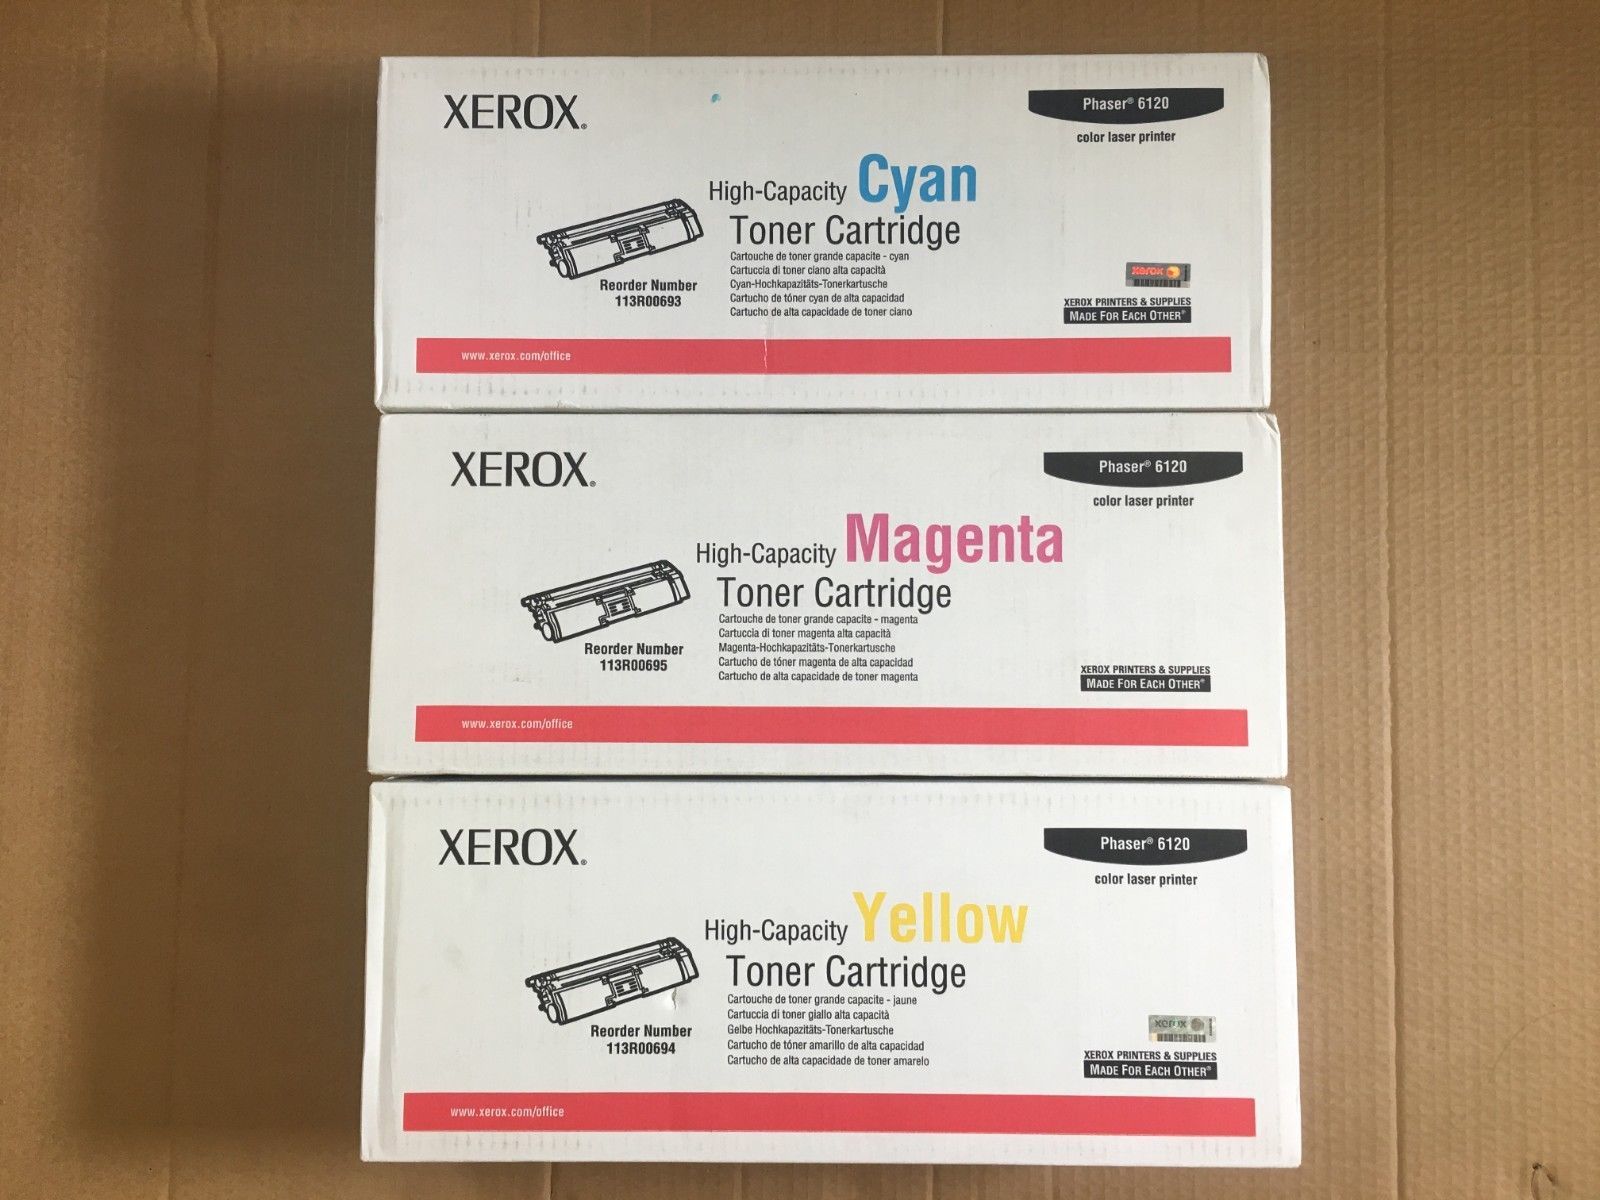 XEROX®
Phaser® 6120
color laser printer
High-Capacity Cyan
Toner Cartridge
Cartouche de toner grande capacite - cyan
Cartuccia di toner ciano alta capacità
Cyan-Hochkapazitäts-Tonerkartusche
Cartucho de tóner cyan de alta capacidad
Cartucho de alta capacidade de toner ciano
Reorder Number
113R00693
xerox
XEROX PRINTERS & SUPPLIES
MADE FOR EACH OTHER®
www.xerox.com/office
XEROX®
Phaser® 6120
color laser printer
High-Capacity Magenta
Toner Cartridge
Cartouche de toner grande capacite - magenta
Cartuccia di toner magenta alta capacità
Magenta-Hochkapazitäts-Tonerkartusche
Cartucho de tóner magenta de alta capacidad
Cartucho de alta capacidade de toner magenta
Reorder Number
113R00695
XEROX PRINTERS & SUPPLIES
MADE FOR EACH OTHER®
www.xerox.com/office
XEROX®
Phaser® 6120
color laser printer
High-Capacity Yellow
Toner Cartridge
Cartouche de toner grande capacite - jaune
Cartuccia di toner giallo alta capacità
Gelbe Hochkapazitäts-Tonerkartusche
Cartucho de tóner amarillo de alta capacidad
Cartucho de alta capacidade de toner amarelo
Reorder Number
113R00694
xerox
XEROX PRINTERS & SUPPLIES
MADE FOR EACH OTHER®
www.xerox.com/office